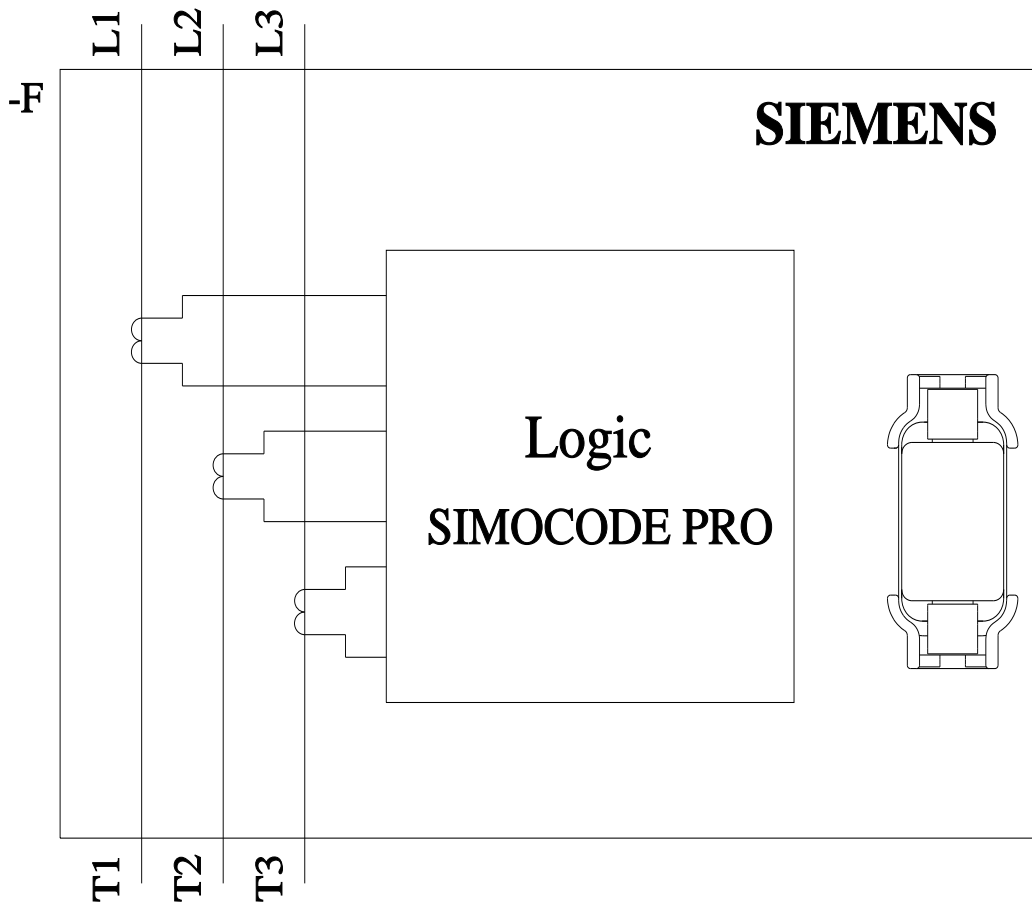 L1 L2 L3
-F
SIEMENS
Logic
SIMOCODE PRO
T1 T2 T3